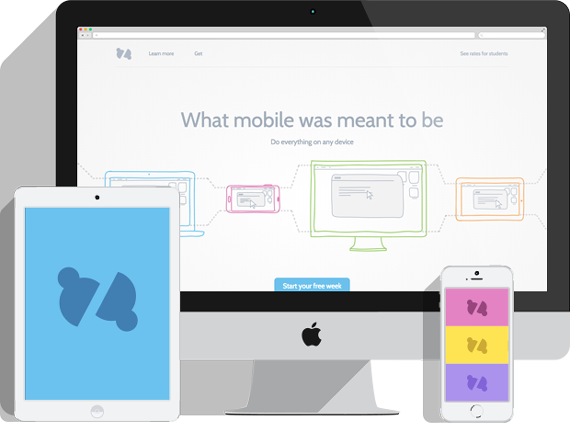 Learn more
Get
See rates for students
What mobile was meant to be
Do everything on any device
Start your free week